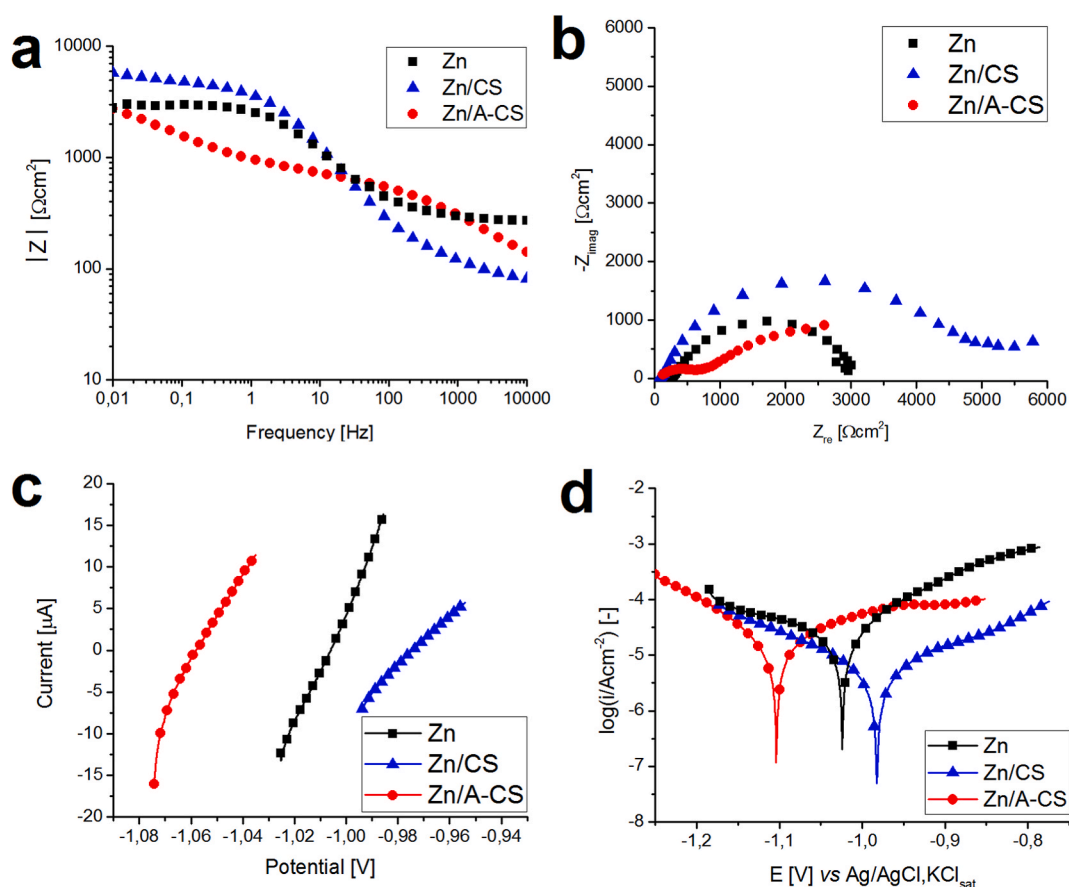 a
10000
1000
100
10
|Z| [Ωcm²]
0,01 0,1 1 10 100 1000 10000
Frequency [Hz]
Zn
Zn/CS
Zn/A-CS
b
6000
5000
4000
3000
2000
1000
0
-Z_imag [Ωcm²]
0 1000 2000 3000 4000 5000 6000
Z_re [Ωcm²]
Zn
Zn/CS
Zn/A-CS
c
20
15
10
5
0
-5
-10
-15
-20
Current [µA]
-1,08 -1,06 -1,04 -1,02 -1,00 -0,98 -0,96 -0,94
Potential [V]
Zn
Zn/CS
Zn/A-CS
d
-2
-3
-4
-5
-6
-7
-8
log(i/Acm⁻²) [-]
-1,2 -1,1 -1,0 -0,9 -0,8
E [V] vs Ag/AgCl,KCl_sat
Zn
Zn/CS
Zn/A-CS